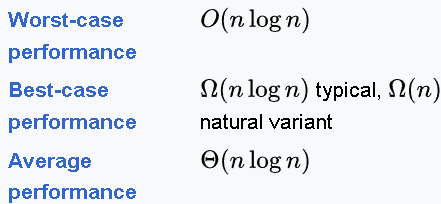 Worst-case O(n log n)
performance
Best-case Ω(n log n) typical, Ω(n)
performance natural variant
Average Θ(n log n)
performance